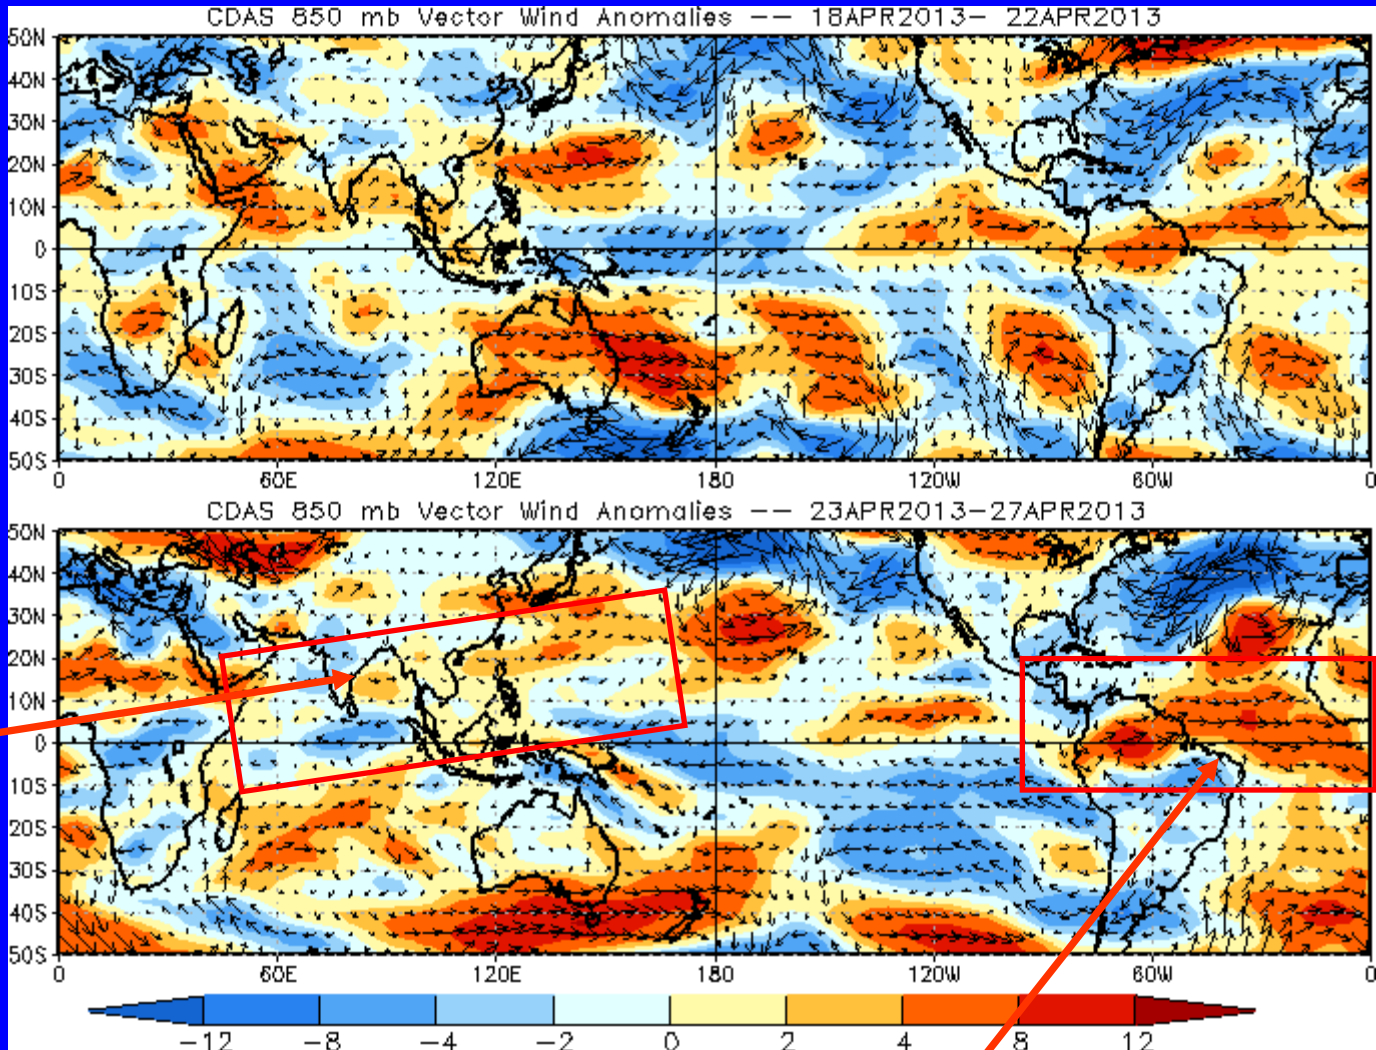 CDAS 850 mb Vector Wind Anomalies -- 18APR2013- 22APR2013
50N
40N
30N
20N
10N
0
10S
20S
30S
40S
50S
0 60E 120E 180 120W 60W 0
CDAS 850 mb Vector Wind Anomalies -- 23APR2013-27APR2013
50N
40N
30N
20N
10N
0
10S
20S
30S
40S
50S
0 60E 120E 180 120W 60W 0
-12 -8 -4 -2 0 2 4 8 12